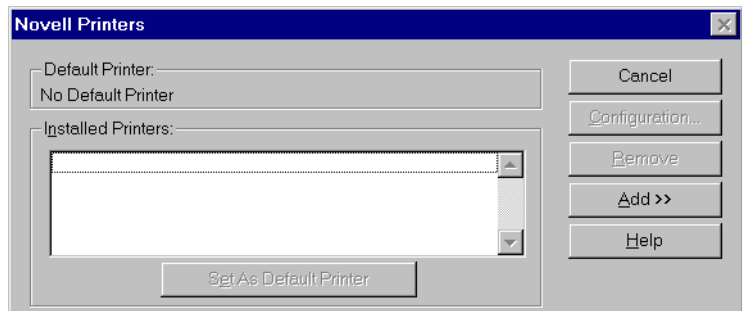 Novell Printers
Default Printer:
No Default Printer
Installed Printers:
Set As Default Printer
Cancel
Configuration...
Remove
Add >>
Help